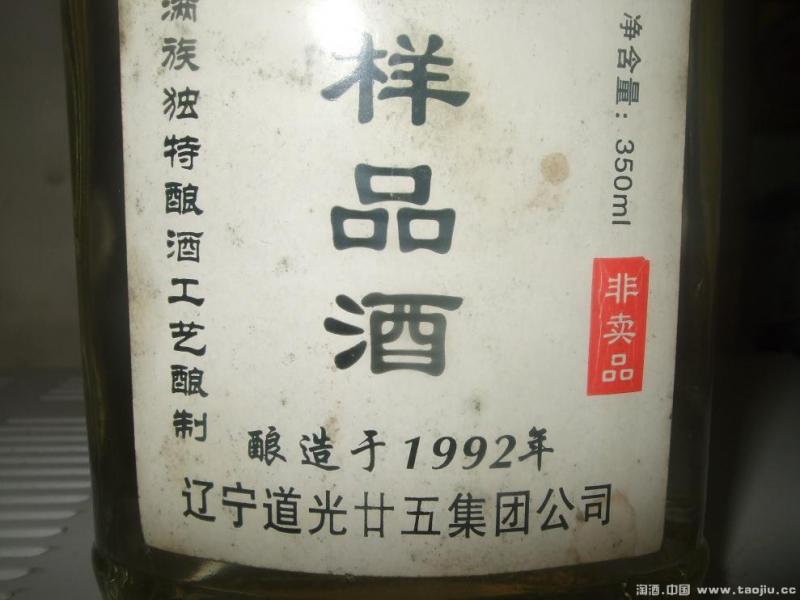 满族独特酿酒工艺酿制
样品酒
净含量：350ml
非卖品
酿造于1992年
辽宁道光廿五集团公司
淘酒.中国 www.taojiu.cc